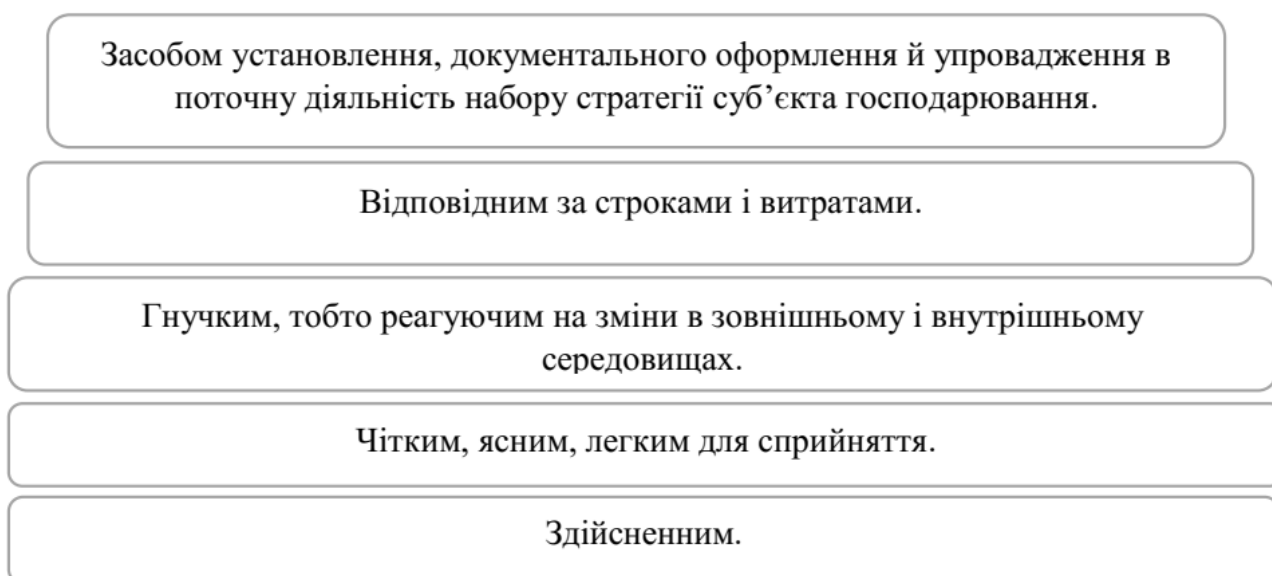 Засобом установлення, документального оформлення й упровадження в
поточну діяльність набору стратегії суб’єкта господарювання.
Відповідним за строками і витратами.
Гнучким, тобто реагуючим на зміни в зовнішньому і внутрішньому
середовищах.
Чітким, ясним, легким для сприйняття.
Здійсненним.